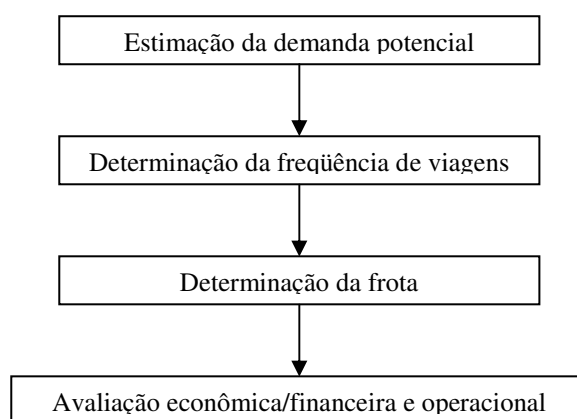 Estimação da demanda potencial
Determinação da freqüência de viagens
Determinação da frota
Avaliação econômica/financeira e operacional